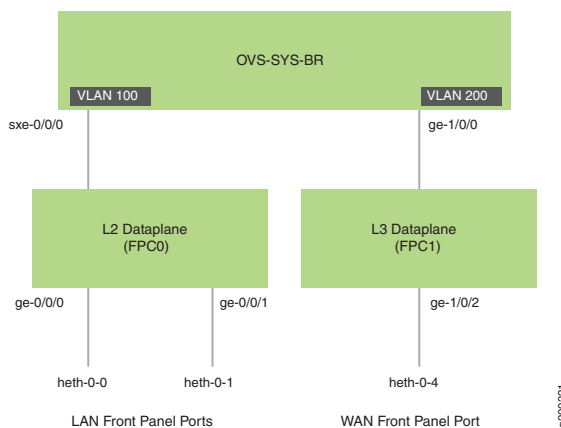 OVS-SYS-BR
VLAN 100
VLAN 200
sxe-0/0/0
ge-1/0/0
L2 Dataplane
(FPC0)
L3 Dataplane
(FPC1)
ge-0/0/0
ge-0/0/1
ge-1/0/2
heth-0-0
heth-0-1
heth-0-4
LAN Front Panel Ports
WAN Front Panel Port